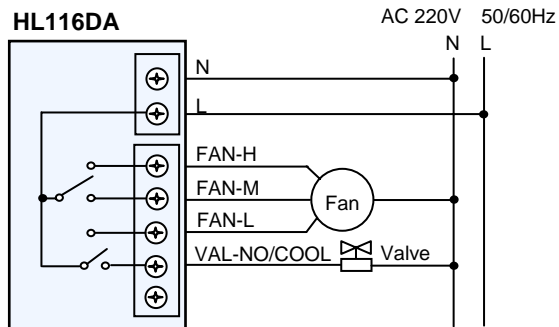 HL116DA
AC 220V 50/60Hz
N L
N
L
FAN-H
FAN-M
Fan
FAN-L
VAL-NO/COOL
Valve